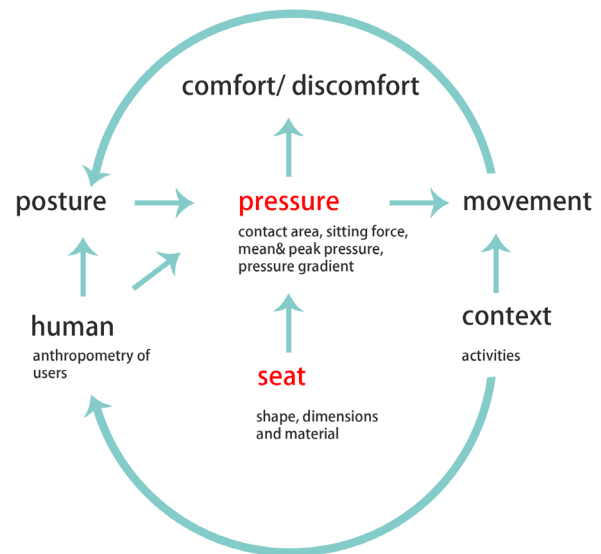 comfort/ discomfort
posture
pressure
movement
contact area, sitting force,
mean& peak pressure,
pressure gradient
human
anthropometry of
users
context
activities
seat
shape, dimensions
and material